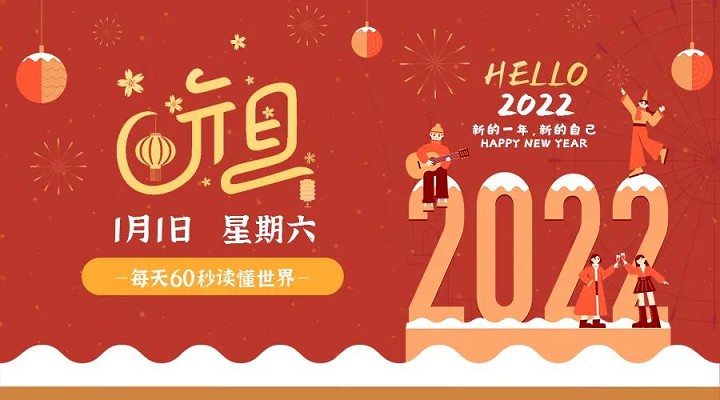 元旦
1月1日 星期六
每天60秒读懂世界
HELLO
2022
新的一年,新的自己
HAPPY NEW YEAR
2022